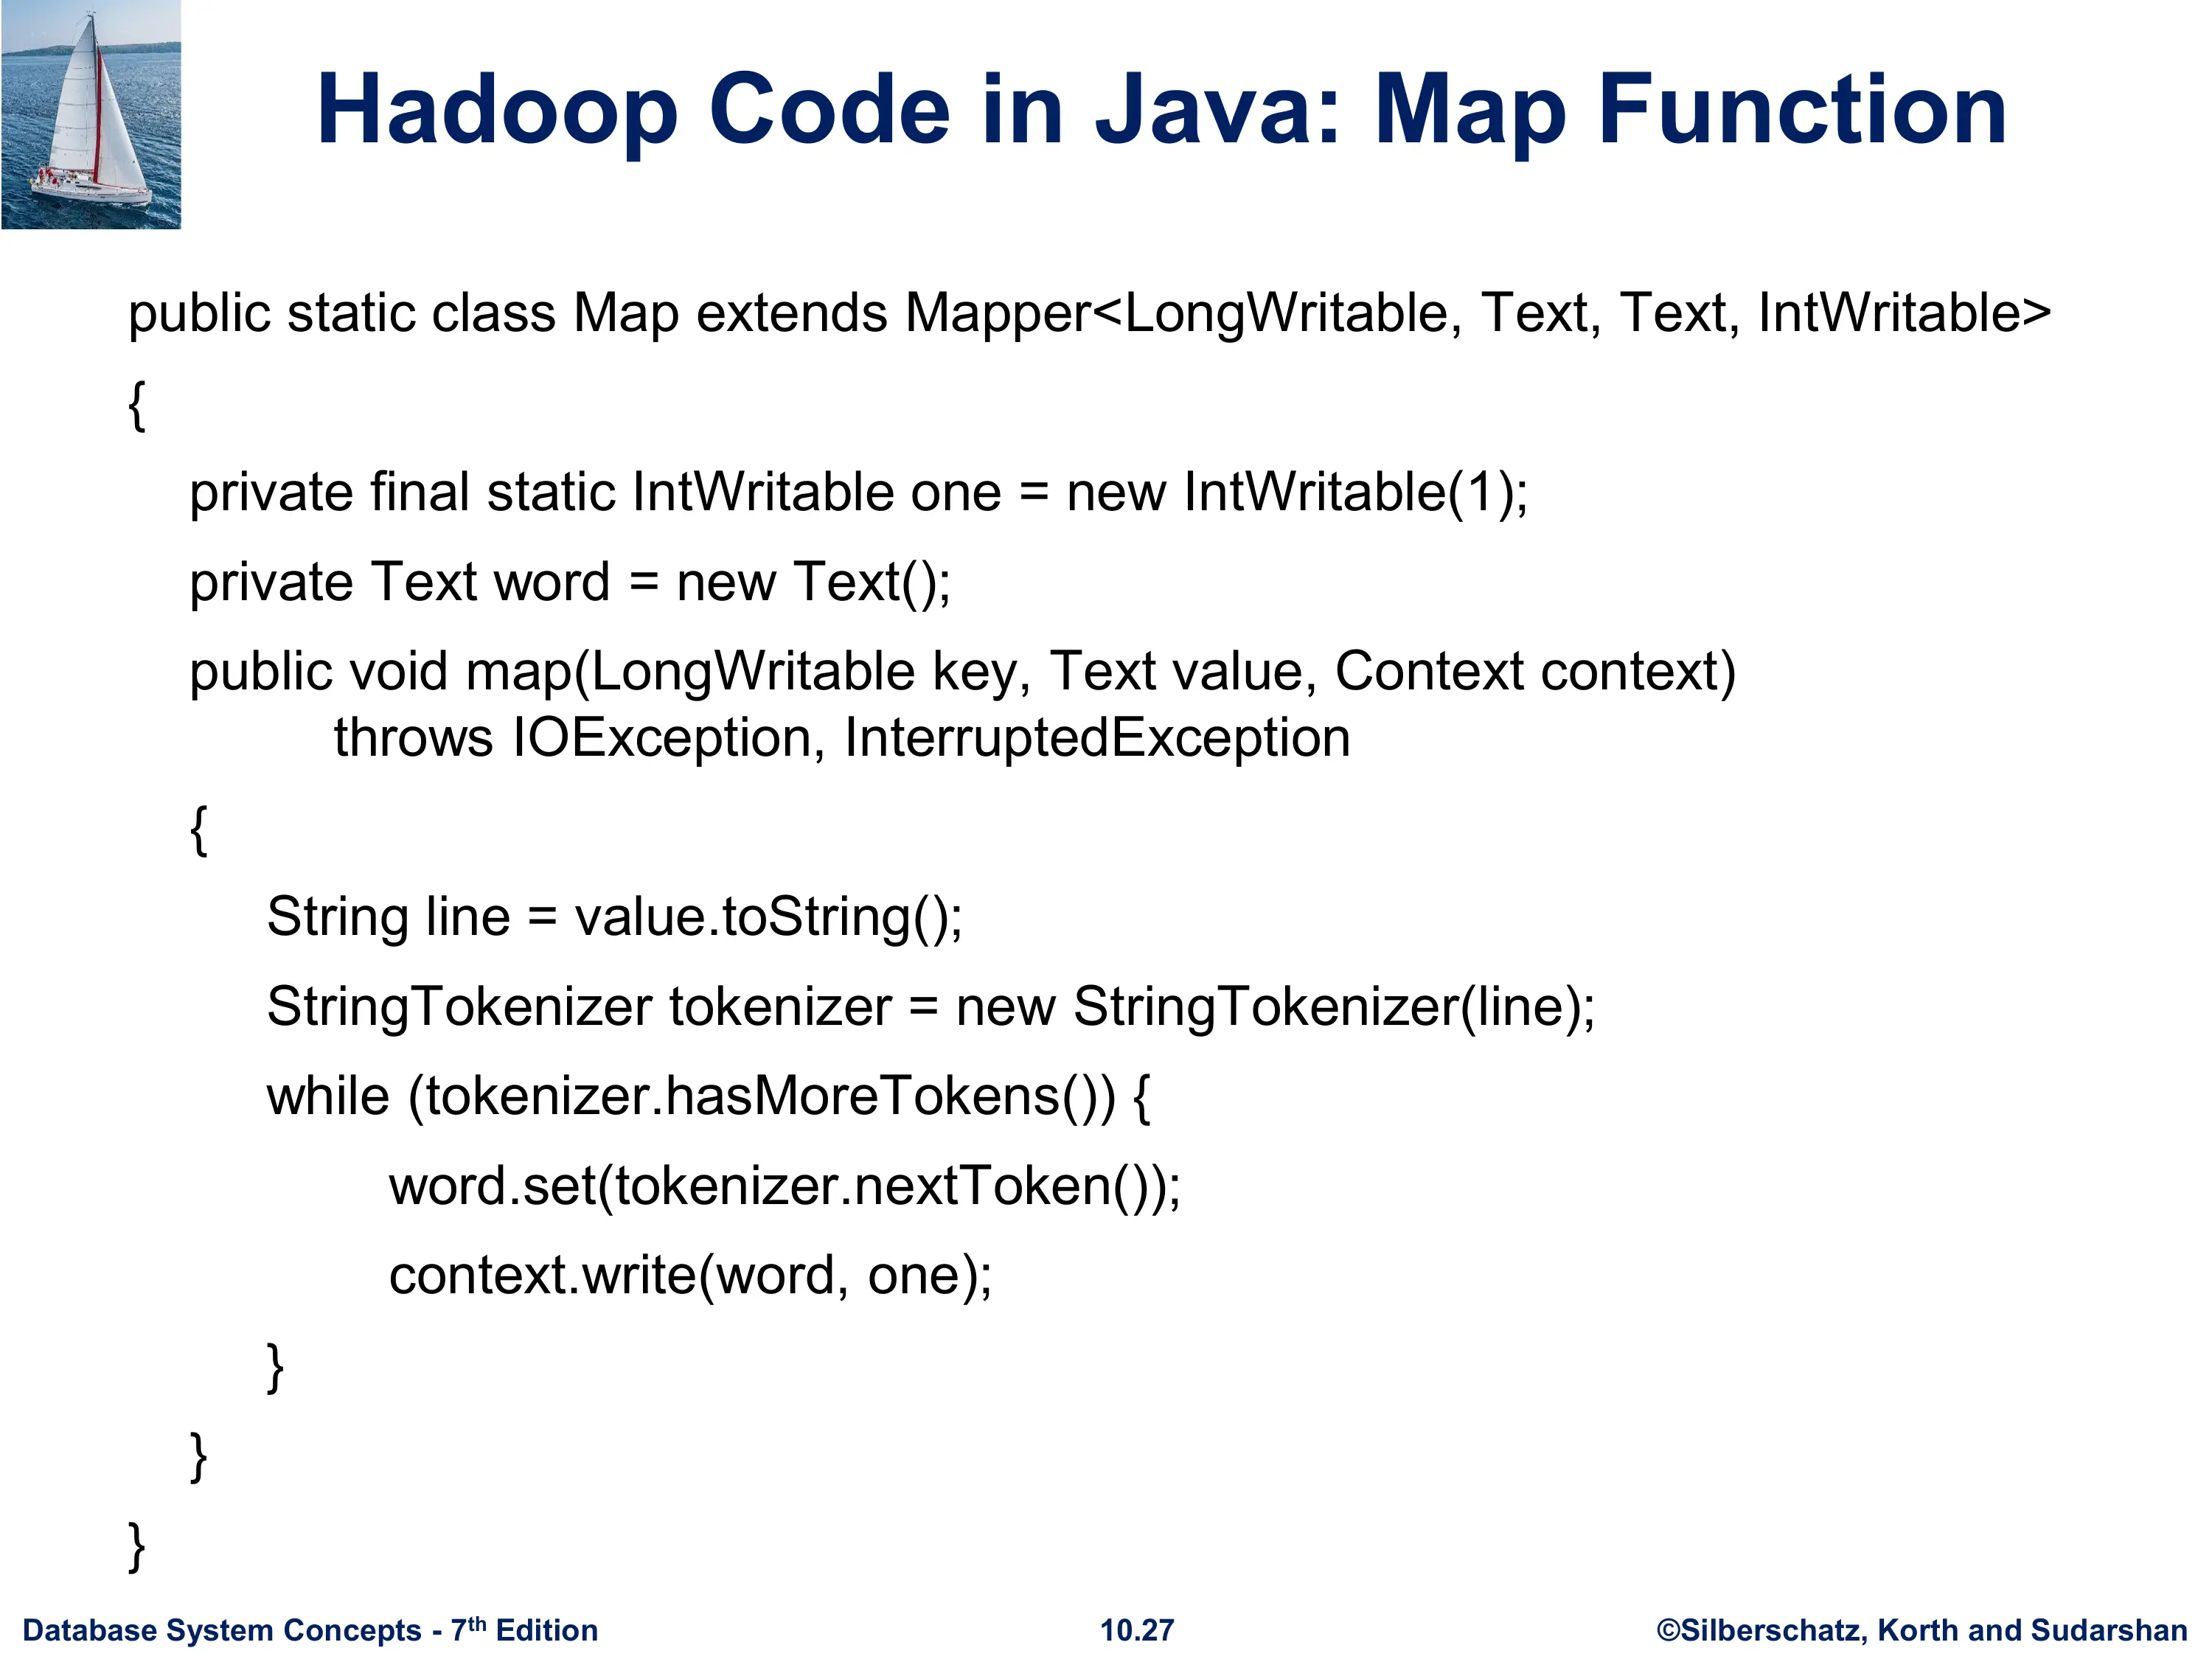 Hadoop Code in Java: Map Function
public static class Map extends Mapper<LongWritable, Text, Text, IntWritable>
{
private final static IntWritable one = new IntWritable(1);
private Text word = new Text();
public void map(LongWritable key, Text value, Context context)
throws IOException, InterruptedException
{
String line = value.toString();
StringTokenizer tokenizer = new StringTokenizer(line);
while (tokenizer.hasMoreTokens()) {
word.set(tokenizer.nextToken());
context.write(word, one);
}
}
}
Database System Concepts - 7th Edition
10.27
©Silberschatz, Korth and Sudarshan